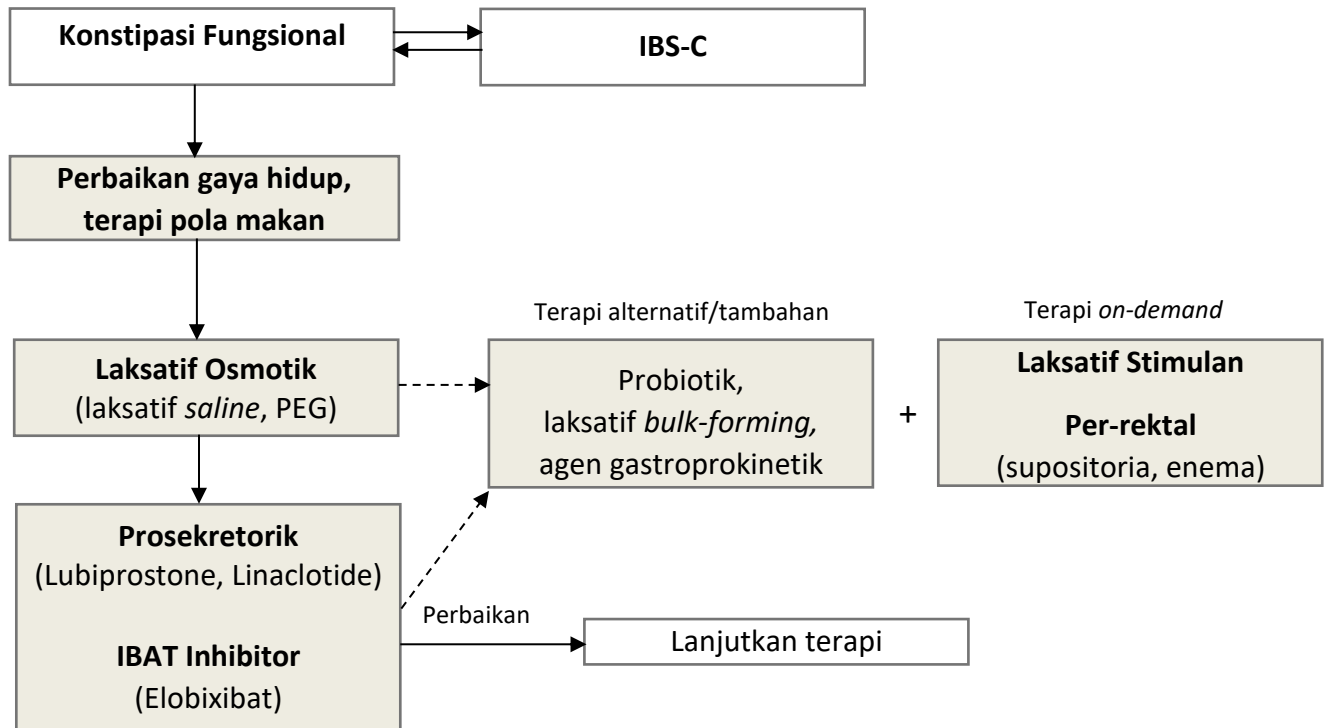 Konstipasi Fungsional
IBS-C
Perbaikan gaya hidup,
terapi pola makan
Terapi alternatif/tambahan
Terapi on-demand
Laksatif Osmotik
(laksatif saline, PEG)
Probiotik,
laksatif bulk-forming,
agen gastroprokinetik
+
Laksatif Stimulan
Per-rektal
(supositoria, enema)
Prosekretorik
(Lubiprostone, Linaclotide)
IBAT Inhibitor
(Elobixibat)
Perbaikan
Lanjutkan terapi